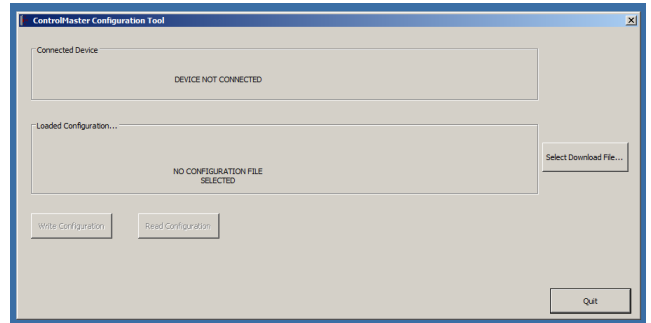 ControlMaster Configuration Tool
Connected Device
DEVICE NOT CONNECTED
Loaded Configuration...
NO CONFIGURATION FILE
SELECTED
Select Download File...
Write Configuration
Read Configuration
Quit